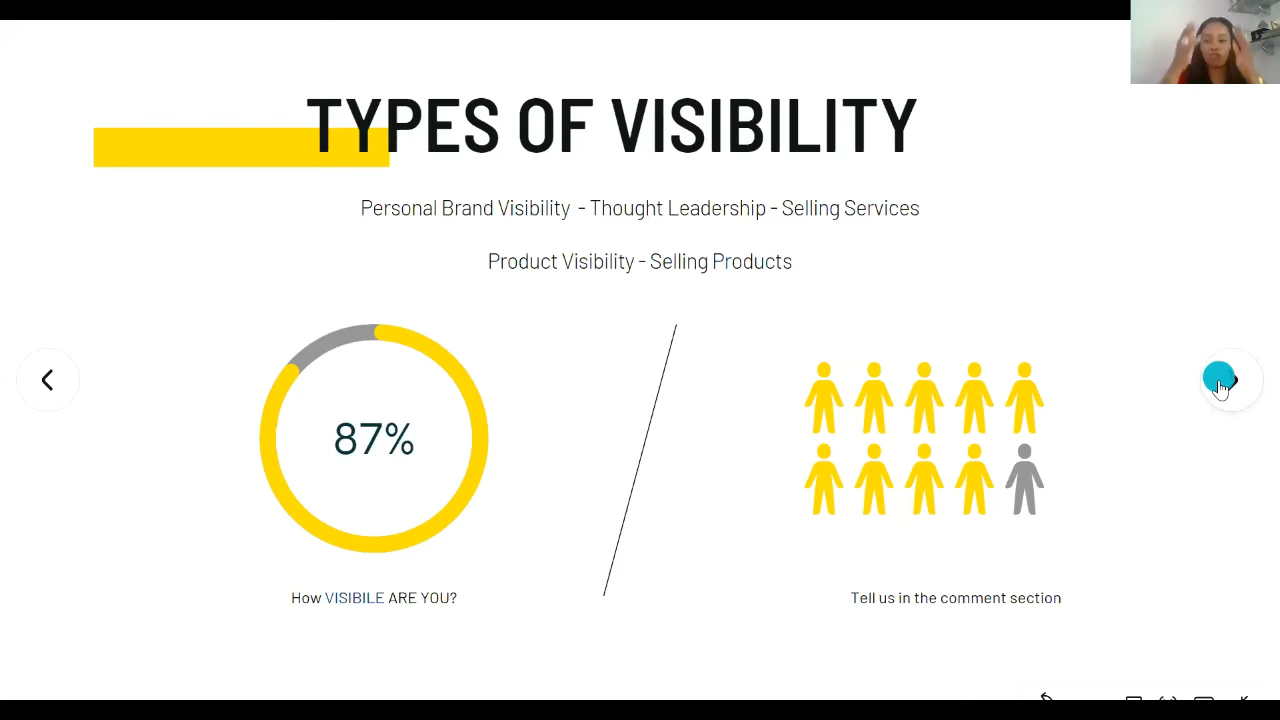 TYPES OF VISIBILITY
Personal Brand Visibility - Thought Leadership - Selling Services
Product Visibility - Selling Products
87%
How VISIBILE ARE YOU?
Tell us in the comment section